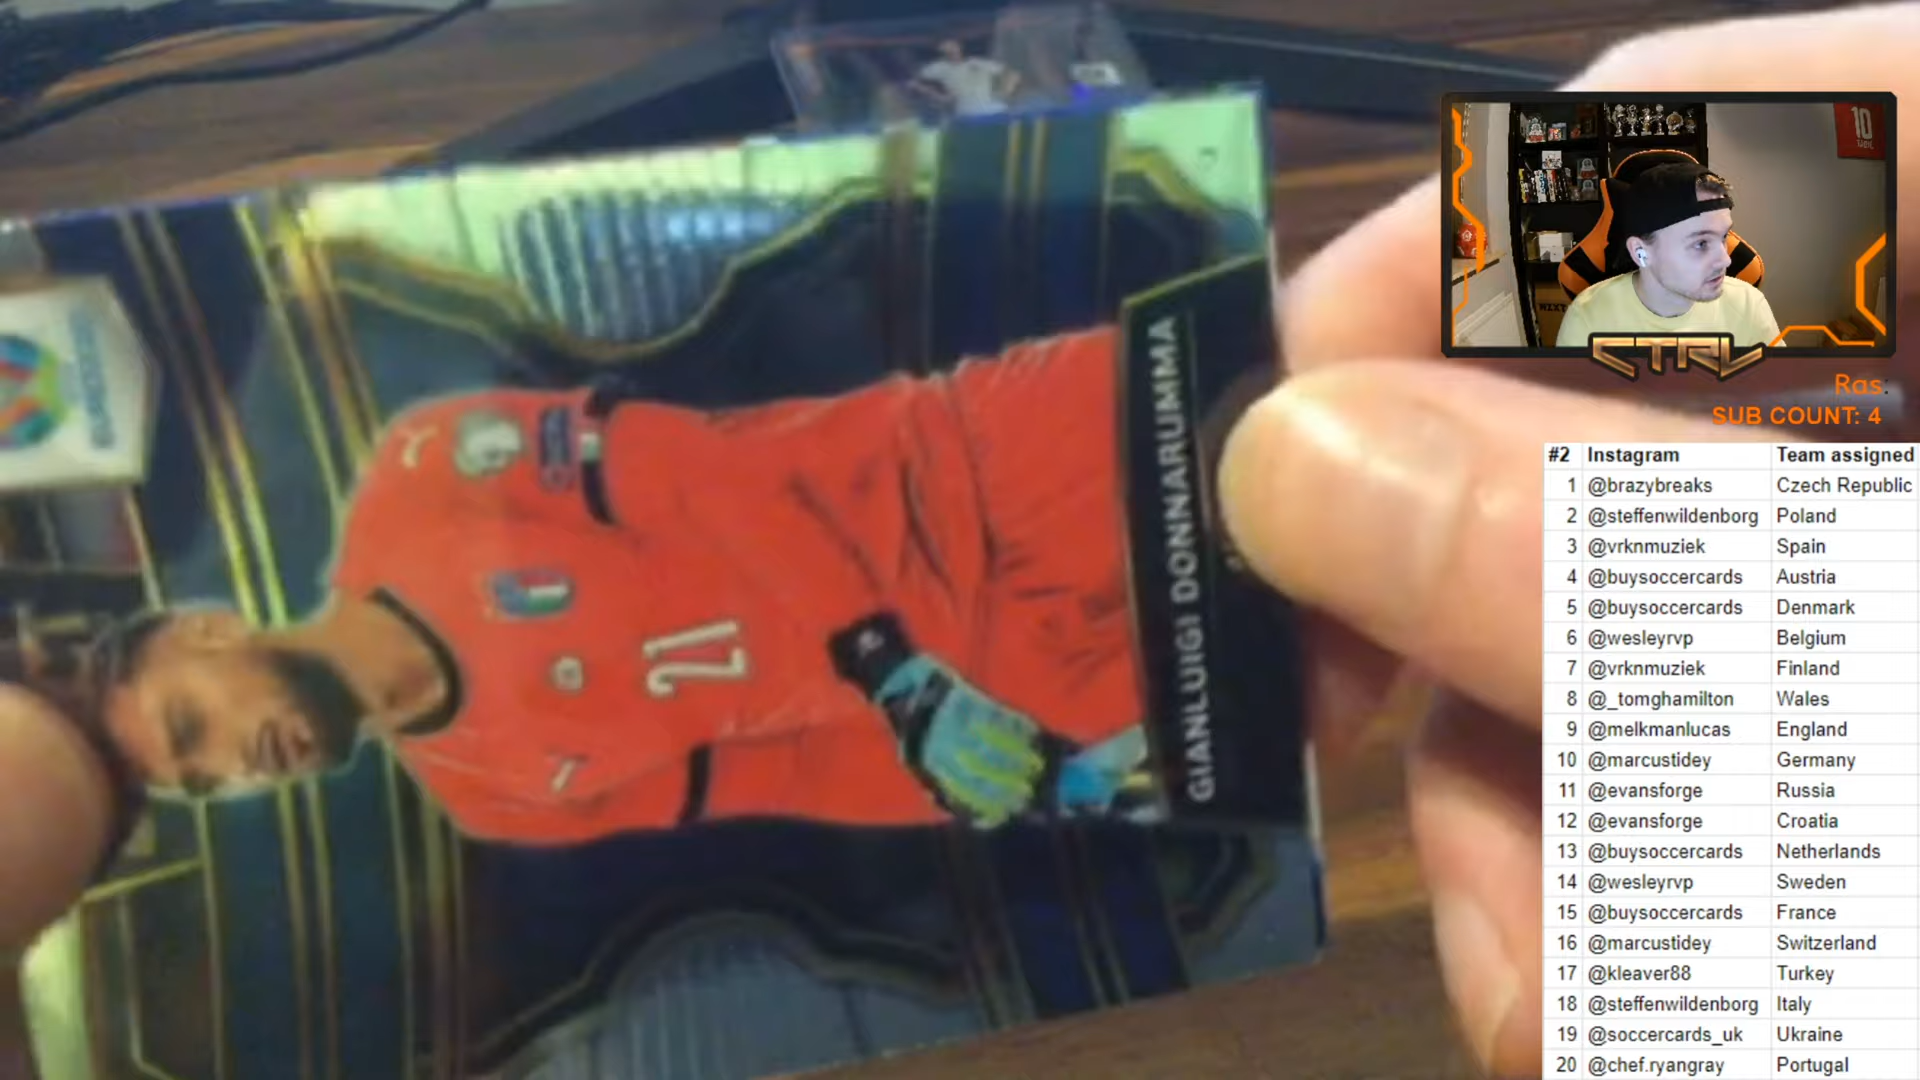 GIANLUIGI DONNARUMMA
21
10
CTRL
Ras
SUB COUNT: 4
#2 Instagram Team assigned
1 @brazybreaks Czech Republic
2 @steffenwildenborg Poland
3 @vrknmuziek Spain
4 @buysoccercards Austria
5 @buysoccercards Denmark
6 @wesleyrvp Belgium
7 @vrknmuziek Finland
8 @_tomghamilton Wales
9 @melkmanlucas England
10 @marcustidey Germany
11 @evansforge Russia
12 @evansforge Croatia
13 @buysoccercards Netherlands
14 @wesleyrvp Sweden
15 @buysoccercards France
16 @marcustidey Switzerland
17 @kleaver88 Turkey
18 @steffenwildenborg Italy
19 @soccercards_uk Ukraine
20 @chef.ryangray Portugal